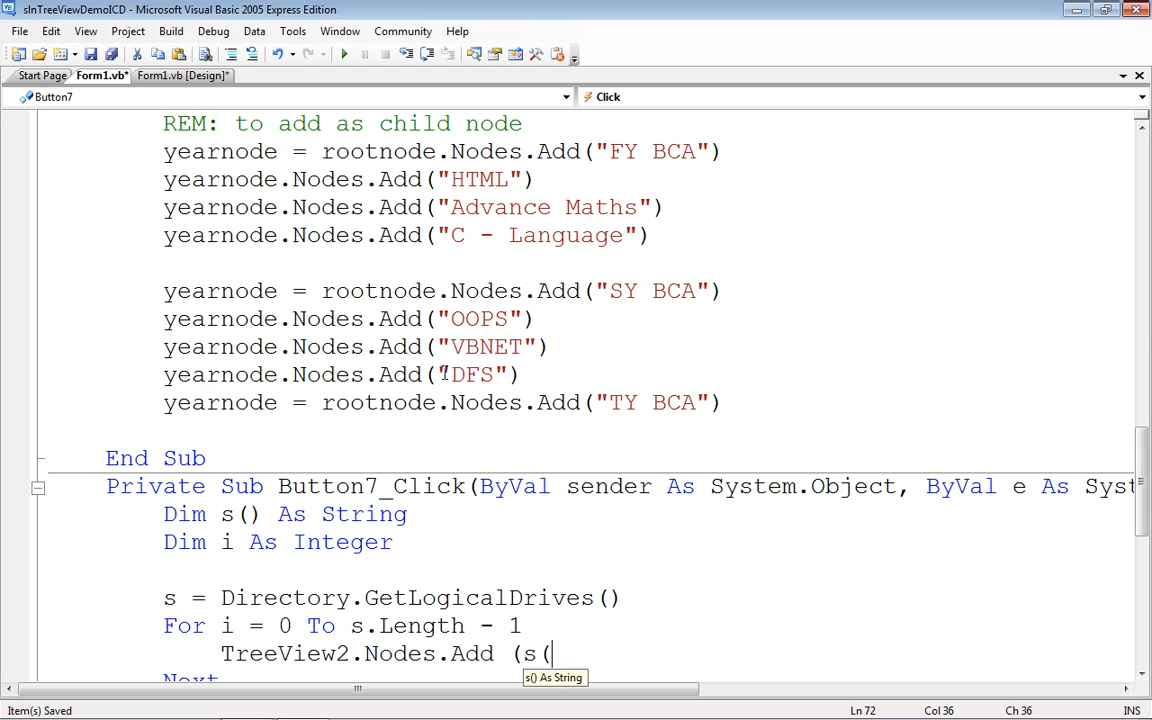 sInTreeViewDemoICD - Microsoft Visual Basic 2005 Express Edition
File Edit View Project Build Debug Data Tools Window Community Help
Start Page Form1.vb* Form1.vb [Design]*
Button7 Click
REM: to add as child node
yearnode = rootnode.Nodes.Add("FY BCA")
yearnode.Nodes.Add("HTML")
yearnode.Nodes.Add("Advance Maths")
yearnode.Nodes.Add("C - Language")
yearnode = rootnode.Nodes.Add("SY BCA")
yearnode.Nodes.Add("OOPS")
yearnode.Nodes.Add("VBNET")
yearnode.Nodes.Add("DFS")
yearnode = rootnode.Nodes.Add("TY BCA")
End Sub
Private Sub Button7_Click(ByVal sender As System.Object, ByVal e As Syst
Dim s() As String
Dim i As Integer
s = Directory.GetLogicalDrives()
For i = 0 To s.Length - 1
TreeView2.Nodes.Add (s(
s() As String
Next
Item(s) Saved Ln 72 Col 36 Ch 36 INS